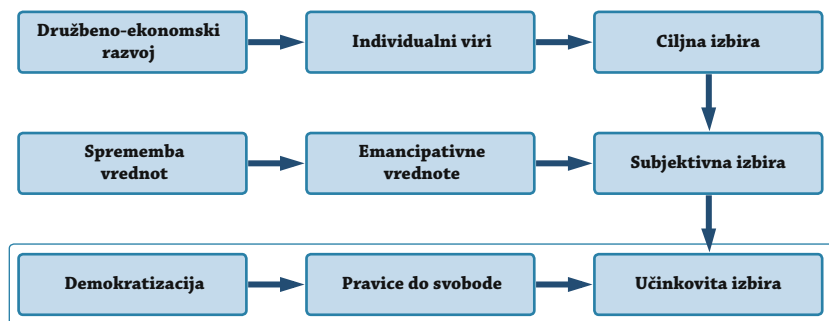 Družbeno-ekonomski
razvoj
Individualni viri
Ciljna izbira
Sprememba
vrednot
Emancipativne
vrednote
Subjektivna izbira
Demokratizacija
Pravice do svobode
Učinkovita izbira